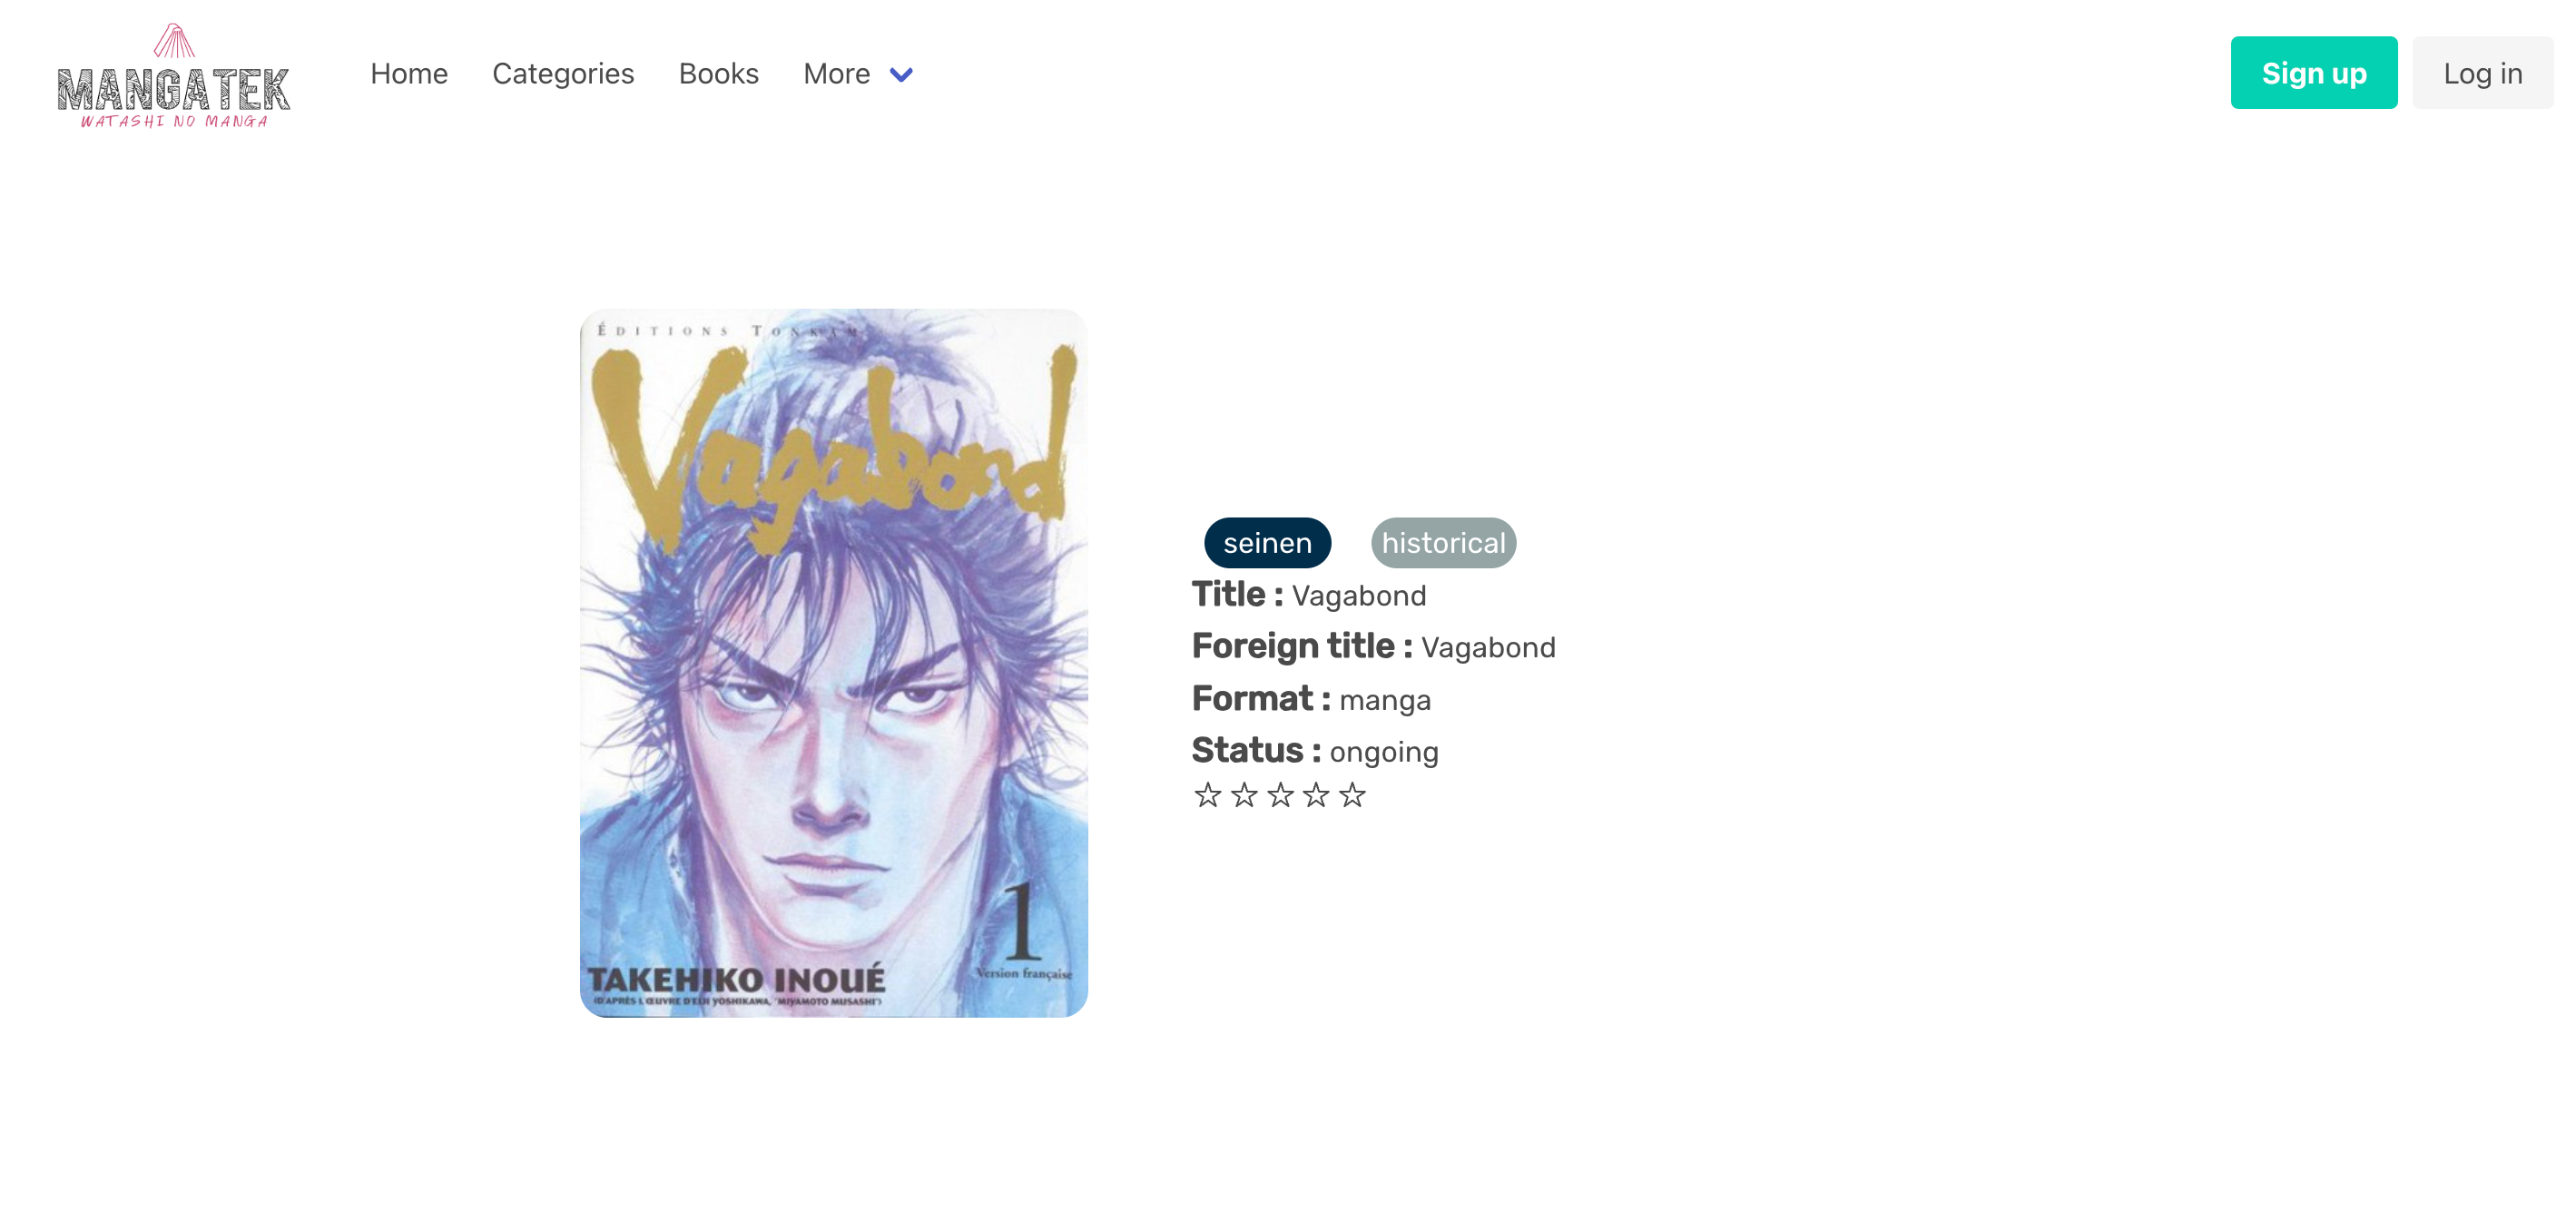 MANGATEK
WATASHI NO MANGA
Home Categories Books More
Sign up Log in
ÉDITIONS TONKAM
Vagabond
1
Version française
TAKEHIKO INOUÉ
(D'APRÈS L'ŒUVRE D'EIJI YOSHIKAWA, "MIYAMOTO MUSASHI")
seinen historical
Title : Vagabond
Foreign title : Vagabond
Format : manga
Status : ongoing